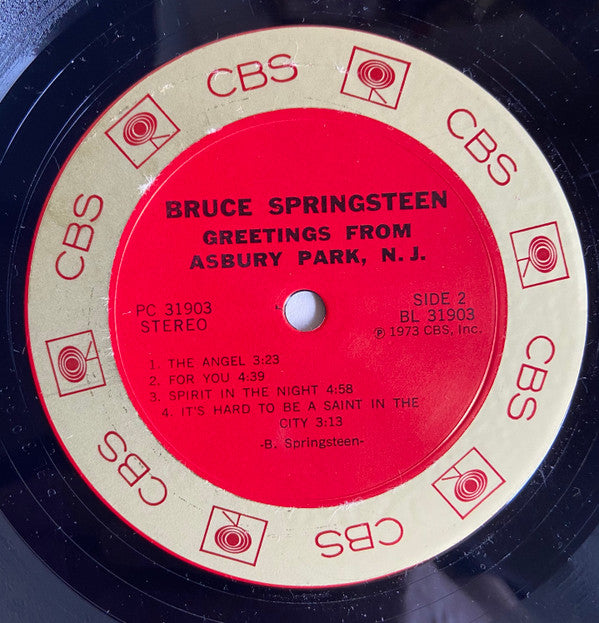 CBS
CBS
CBS
CBS
CBS
CBS
BRUCE SPRINGSTEEN
GREETINGS FROM
ASBURY PARK, N.J.
PC 31903
STEREO
SIDE 2
BL 31903
Ⓟ 1973 CBS, Inc.
1. THE ANGEL 3:23
2. FOR YOU 4:39
3. SPIRIT IN THE NIGHT 4:58
4. IT'S HARD TO BE A SAINT IN THE
CITY 3:13
-B. Springsteen-